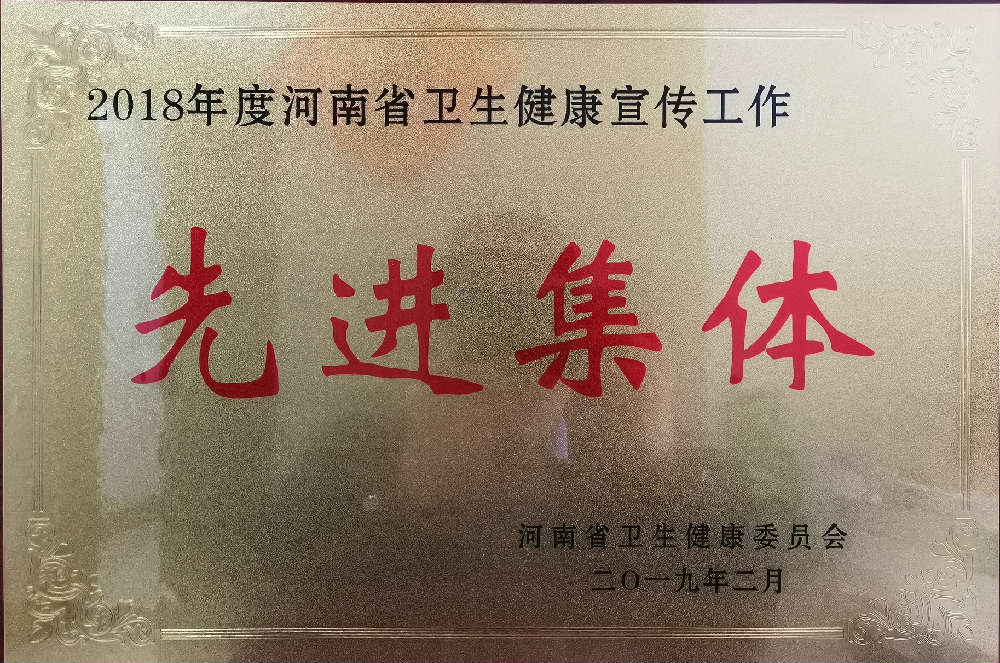 2018年度河南省卫生健康宣传工作
先进集体
河南省卫生健康委员会
二〇一九年二月